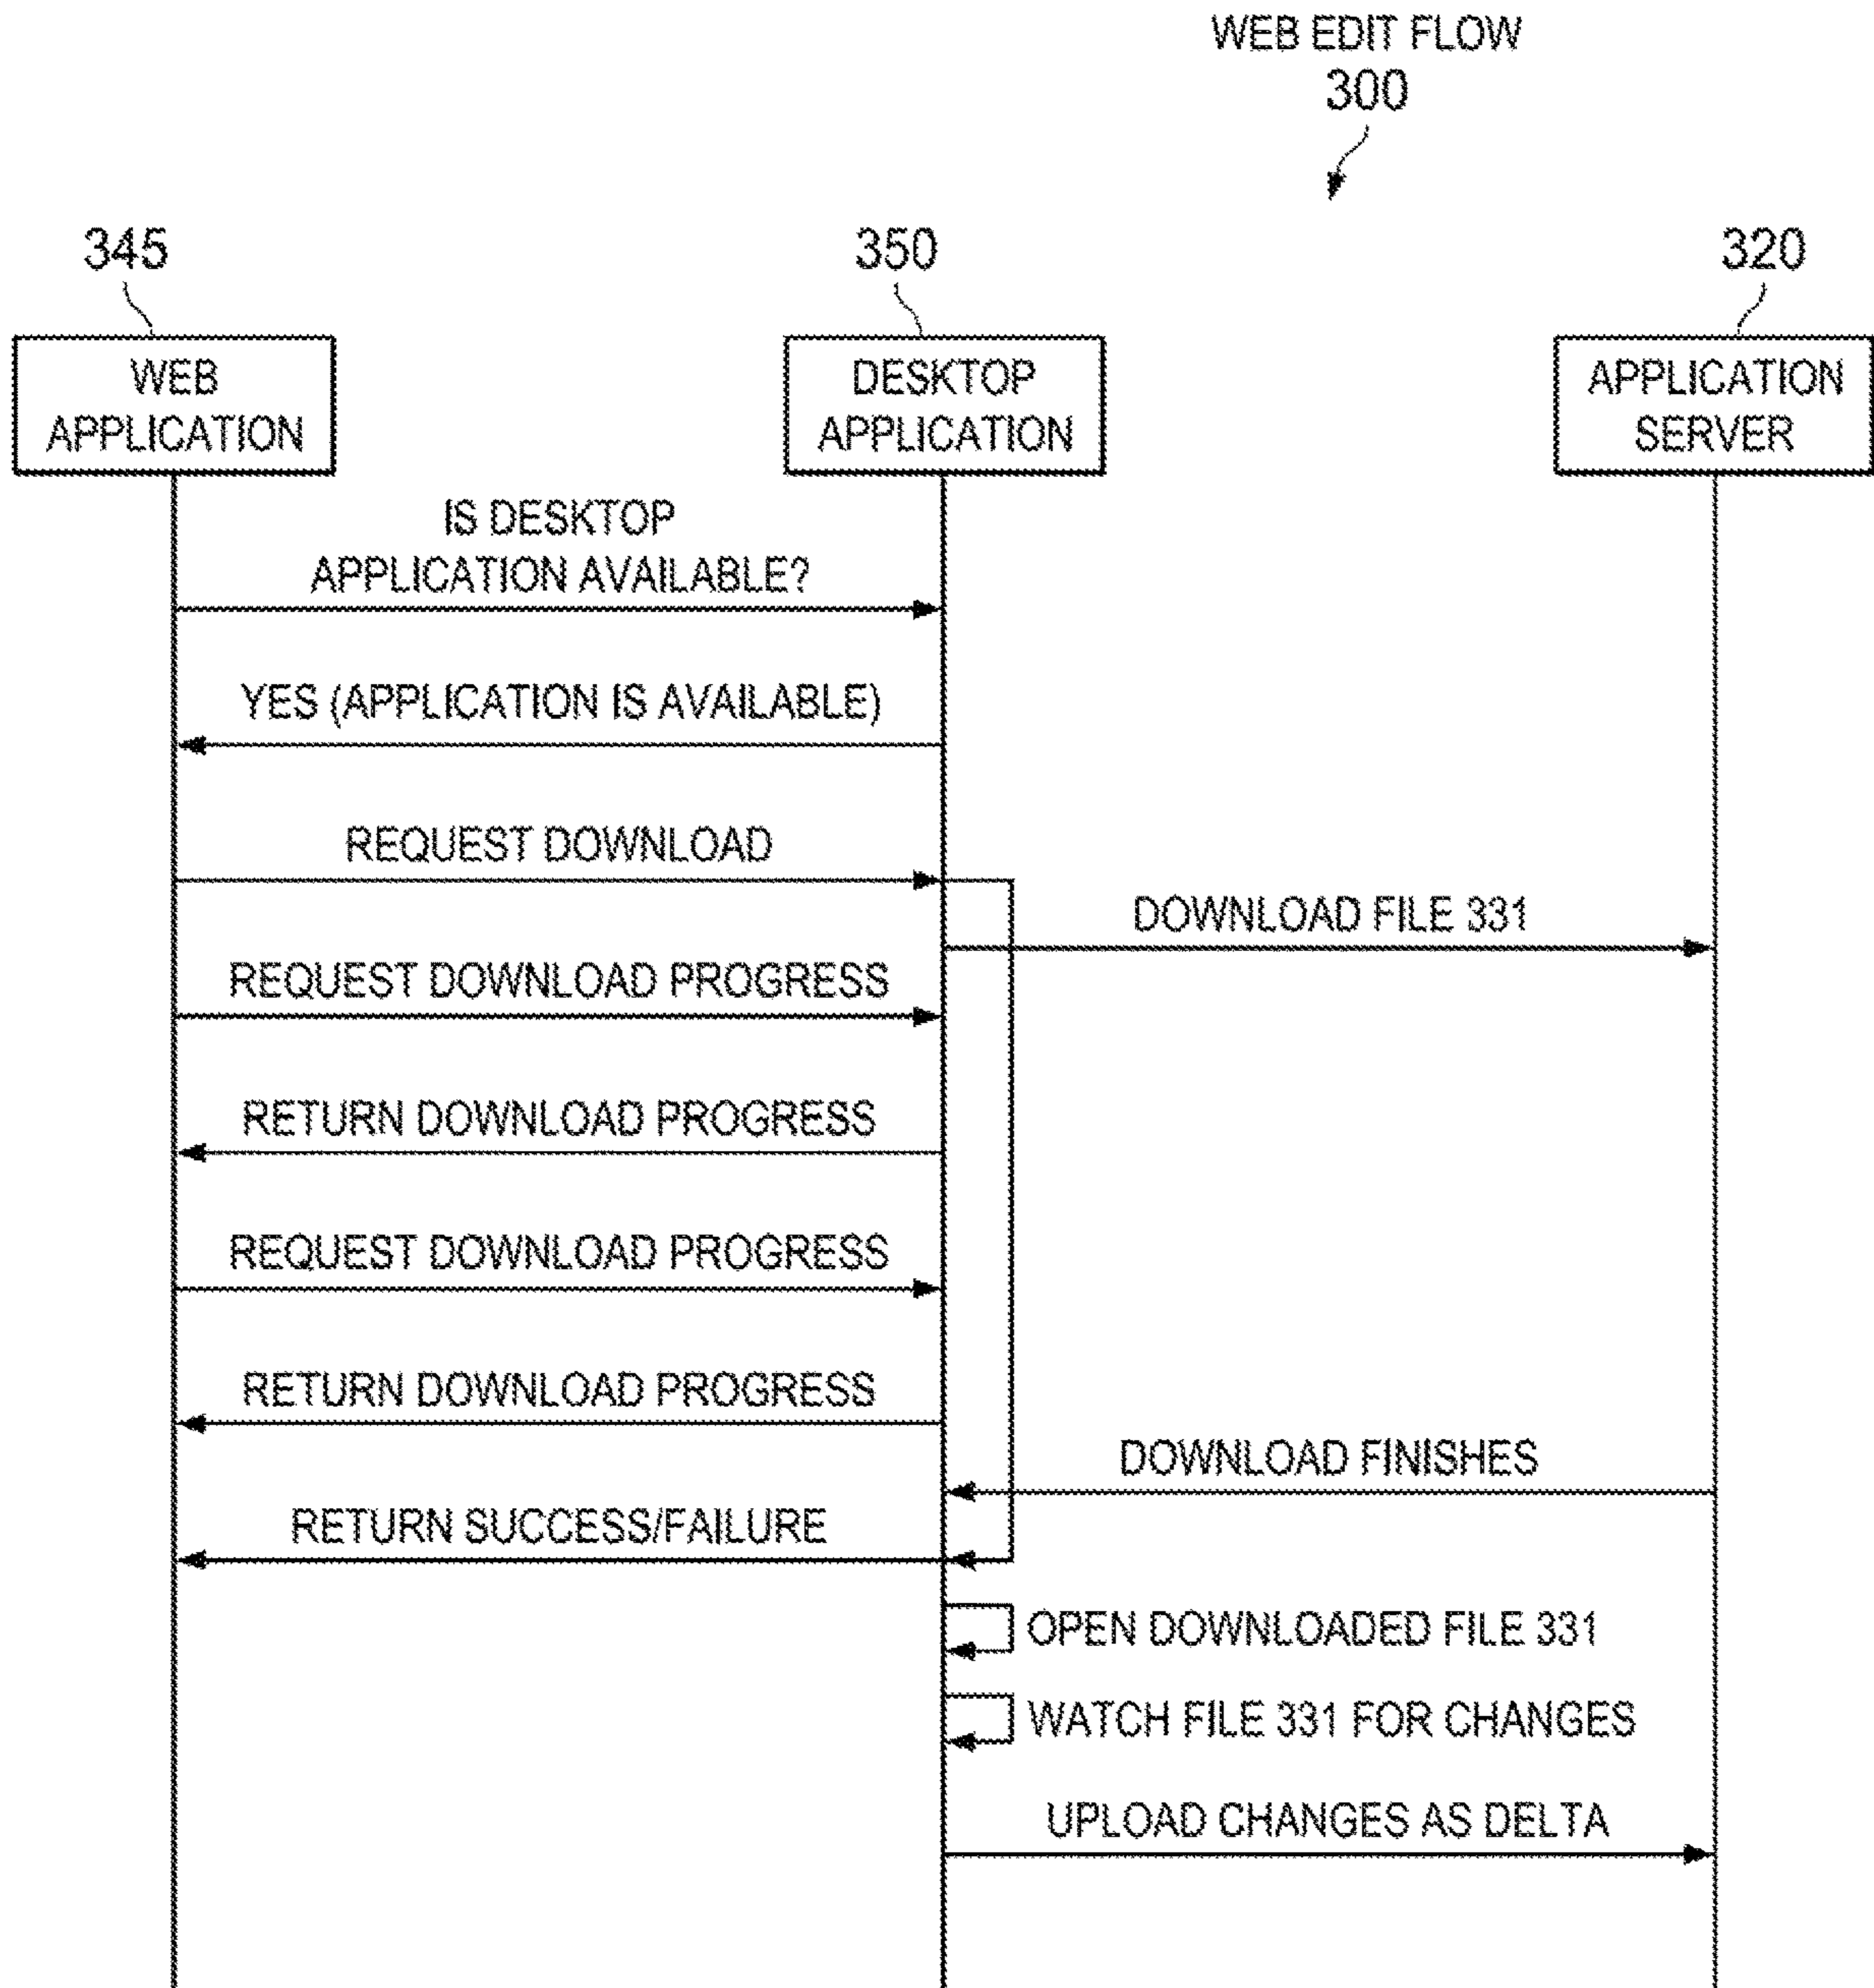 WEB EDIT FLOW
300
345
350
320
WEB
APPLICATION
DESKTOP
APPLICATION
APPLICATION
SERVER
IS DESKTOP
APPLICATION AVAILABLE?
YES (APPLICATION IS AVAILABLE)
REQUEST DOWNLOAD
DOWNLOAD FILE 331
REQUEST DOWNLOAD PROGRESS
RETURN DOWNLOAD PROGRESS
REQUEST DOWNLOAD PROGRESS
RETURN DOWNLOAD PROGRESS
DOWNLOAD FINISHES
RETURN SUCCESS/FAILURE
OPEN DOWNLOADED FILE 331
WATCH FILE 331 FOR CHANGES
UPLOAD CHANGES AS DELTA